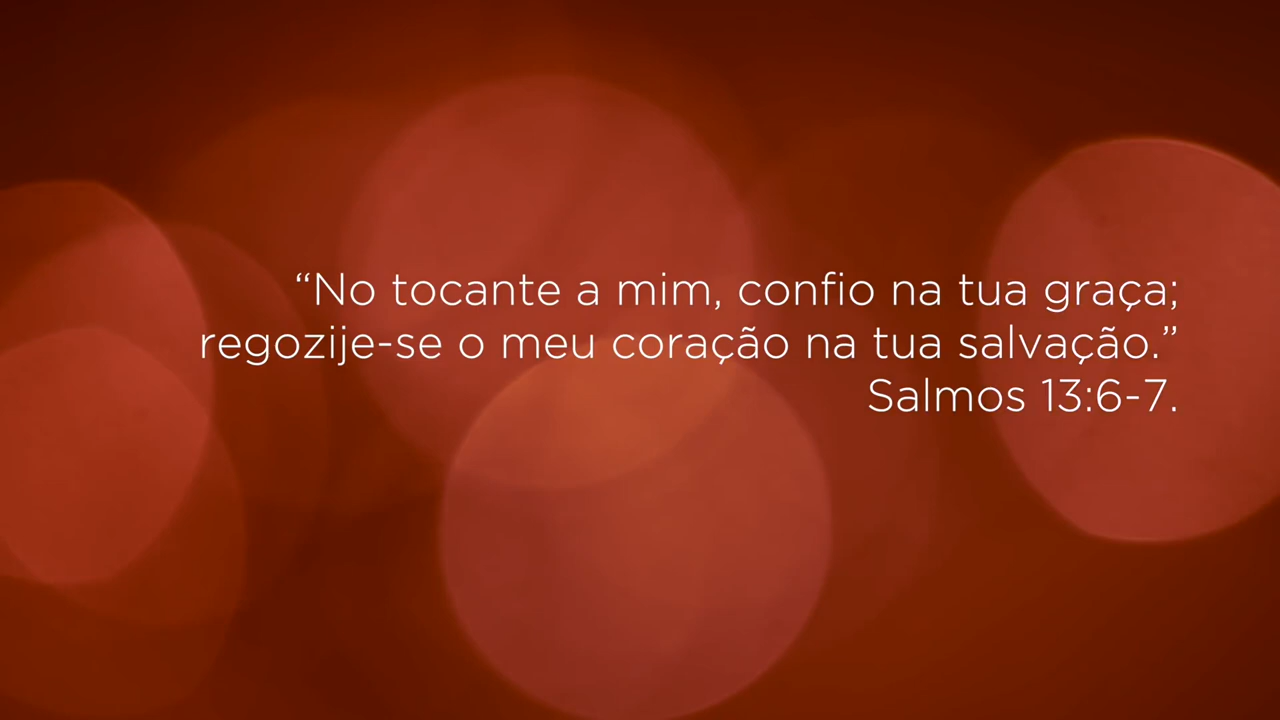 “No tocante a mim, confio na tua graça;
regozije-se o meu coração na tua salvação.”
Salmos 13:6-7.